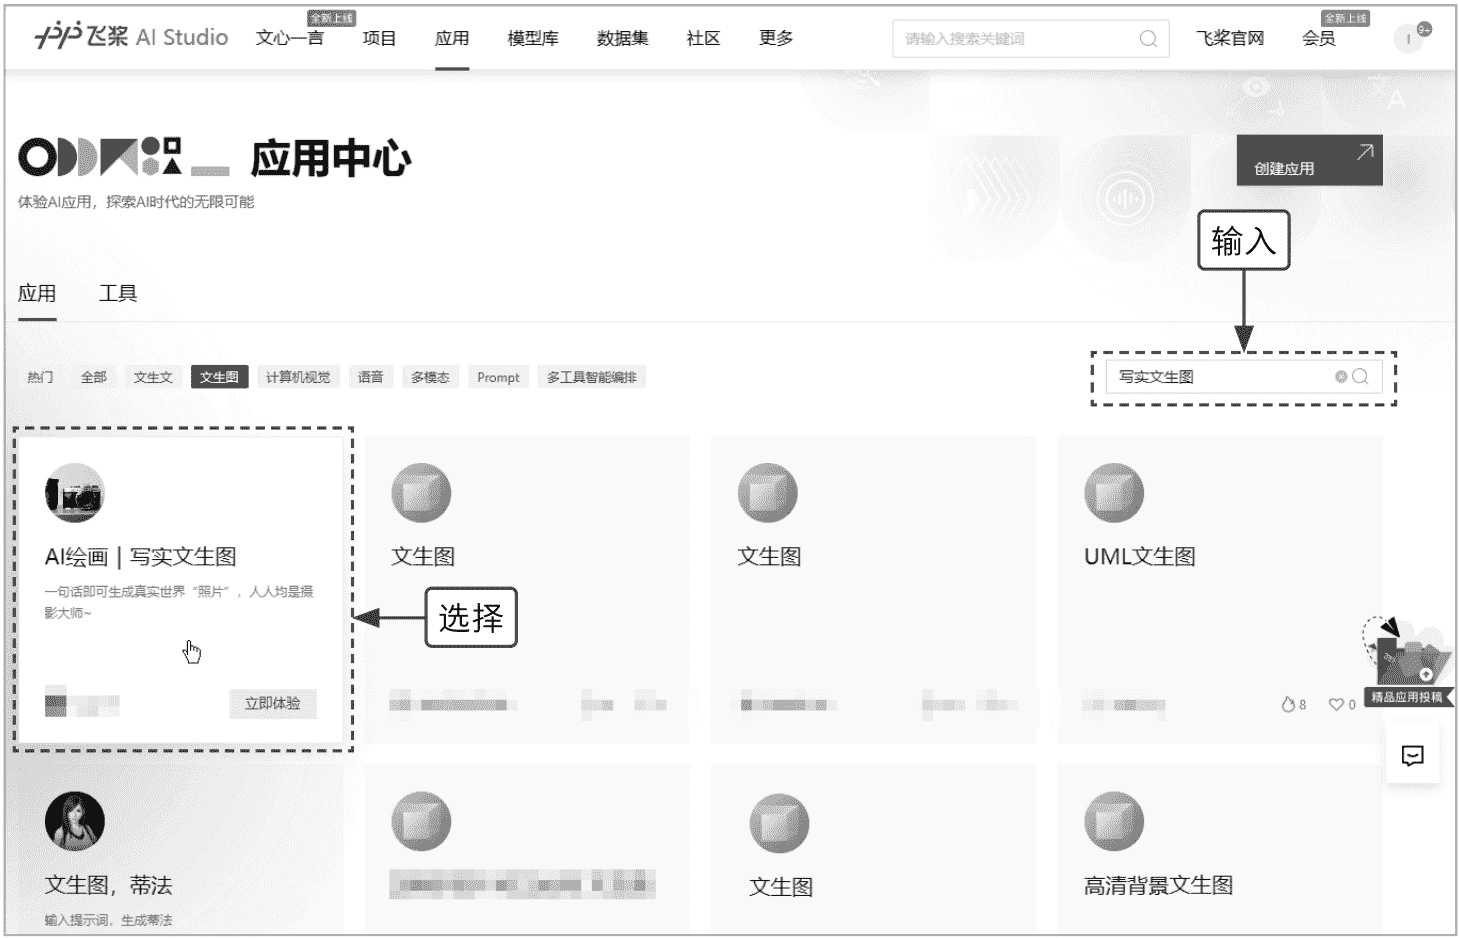 全新上线
全新上线
飞桨 AI Studio 文心一言 项目 应用 模型库 数据集 社区 更多 请输入搜索关键词 飞桨官网 会员 I 9+
应用中心
体验AI应用，探索AI时代的无限可能
创建应用
输入
应用 工具
热门 全部 文生文 文生图 计算机视觉 语音 多模态 Prompt 多工具智能编排 写实文生图
AI绘画｜写实文生图
一句话即可生成真实世界“照片”，人人均是摄
影大师~
立即体验
选择
文生图
文生图
UML文生图
8 0
精品应用投稿
文生图，蒂法
输入提示词，生成蒂法
文生图
高清背景文生图